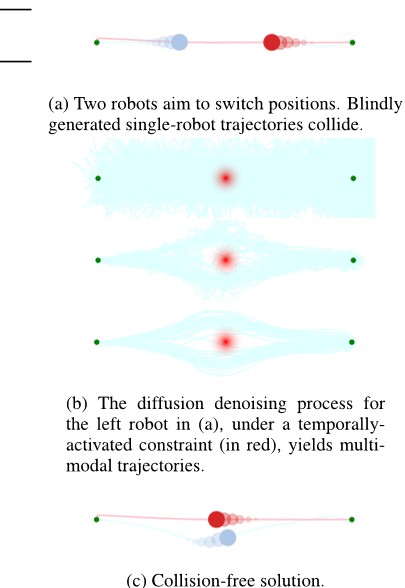 (a) Two robots aim to switch positions. Blindly
generated single-robot trajectories collide.
(b) The diffusion denoising process for
the left robot in (a), under a temporally-
activated constraint (in red), yields multi-
modal trajectories.
(c) Collision-free solution.